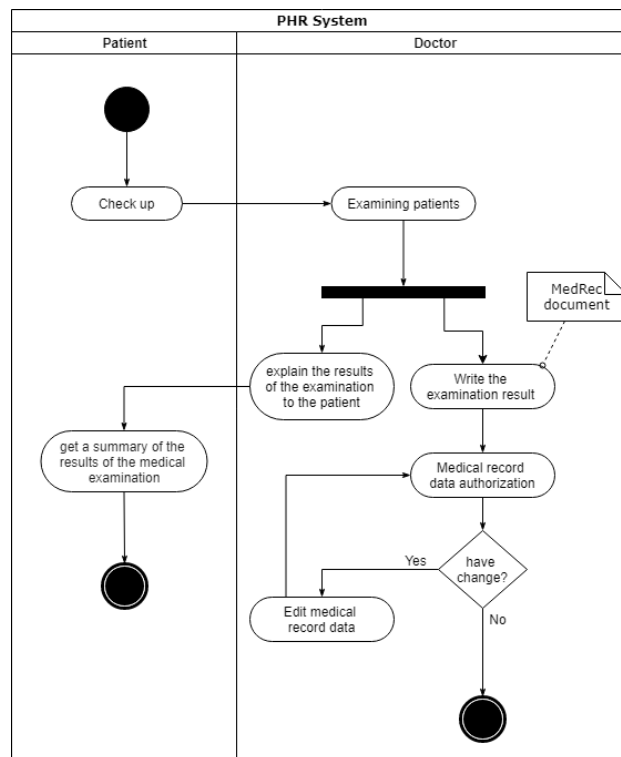 PHR System
Patient
Doctor
Check up
Examining patients
MedRec
document
explain the results
of the examination
to the patient
Write the
examination result
get a summary of the
results of the medical
examination
Medical record
data authorization
have
change?
Yes
No
Edit medical
record data